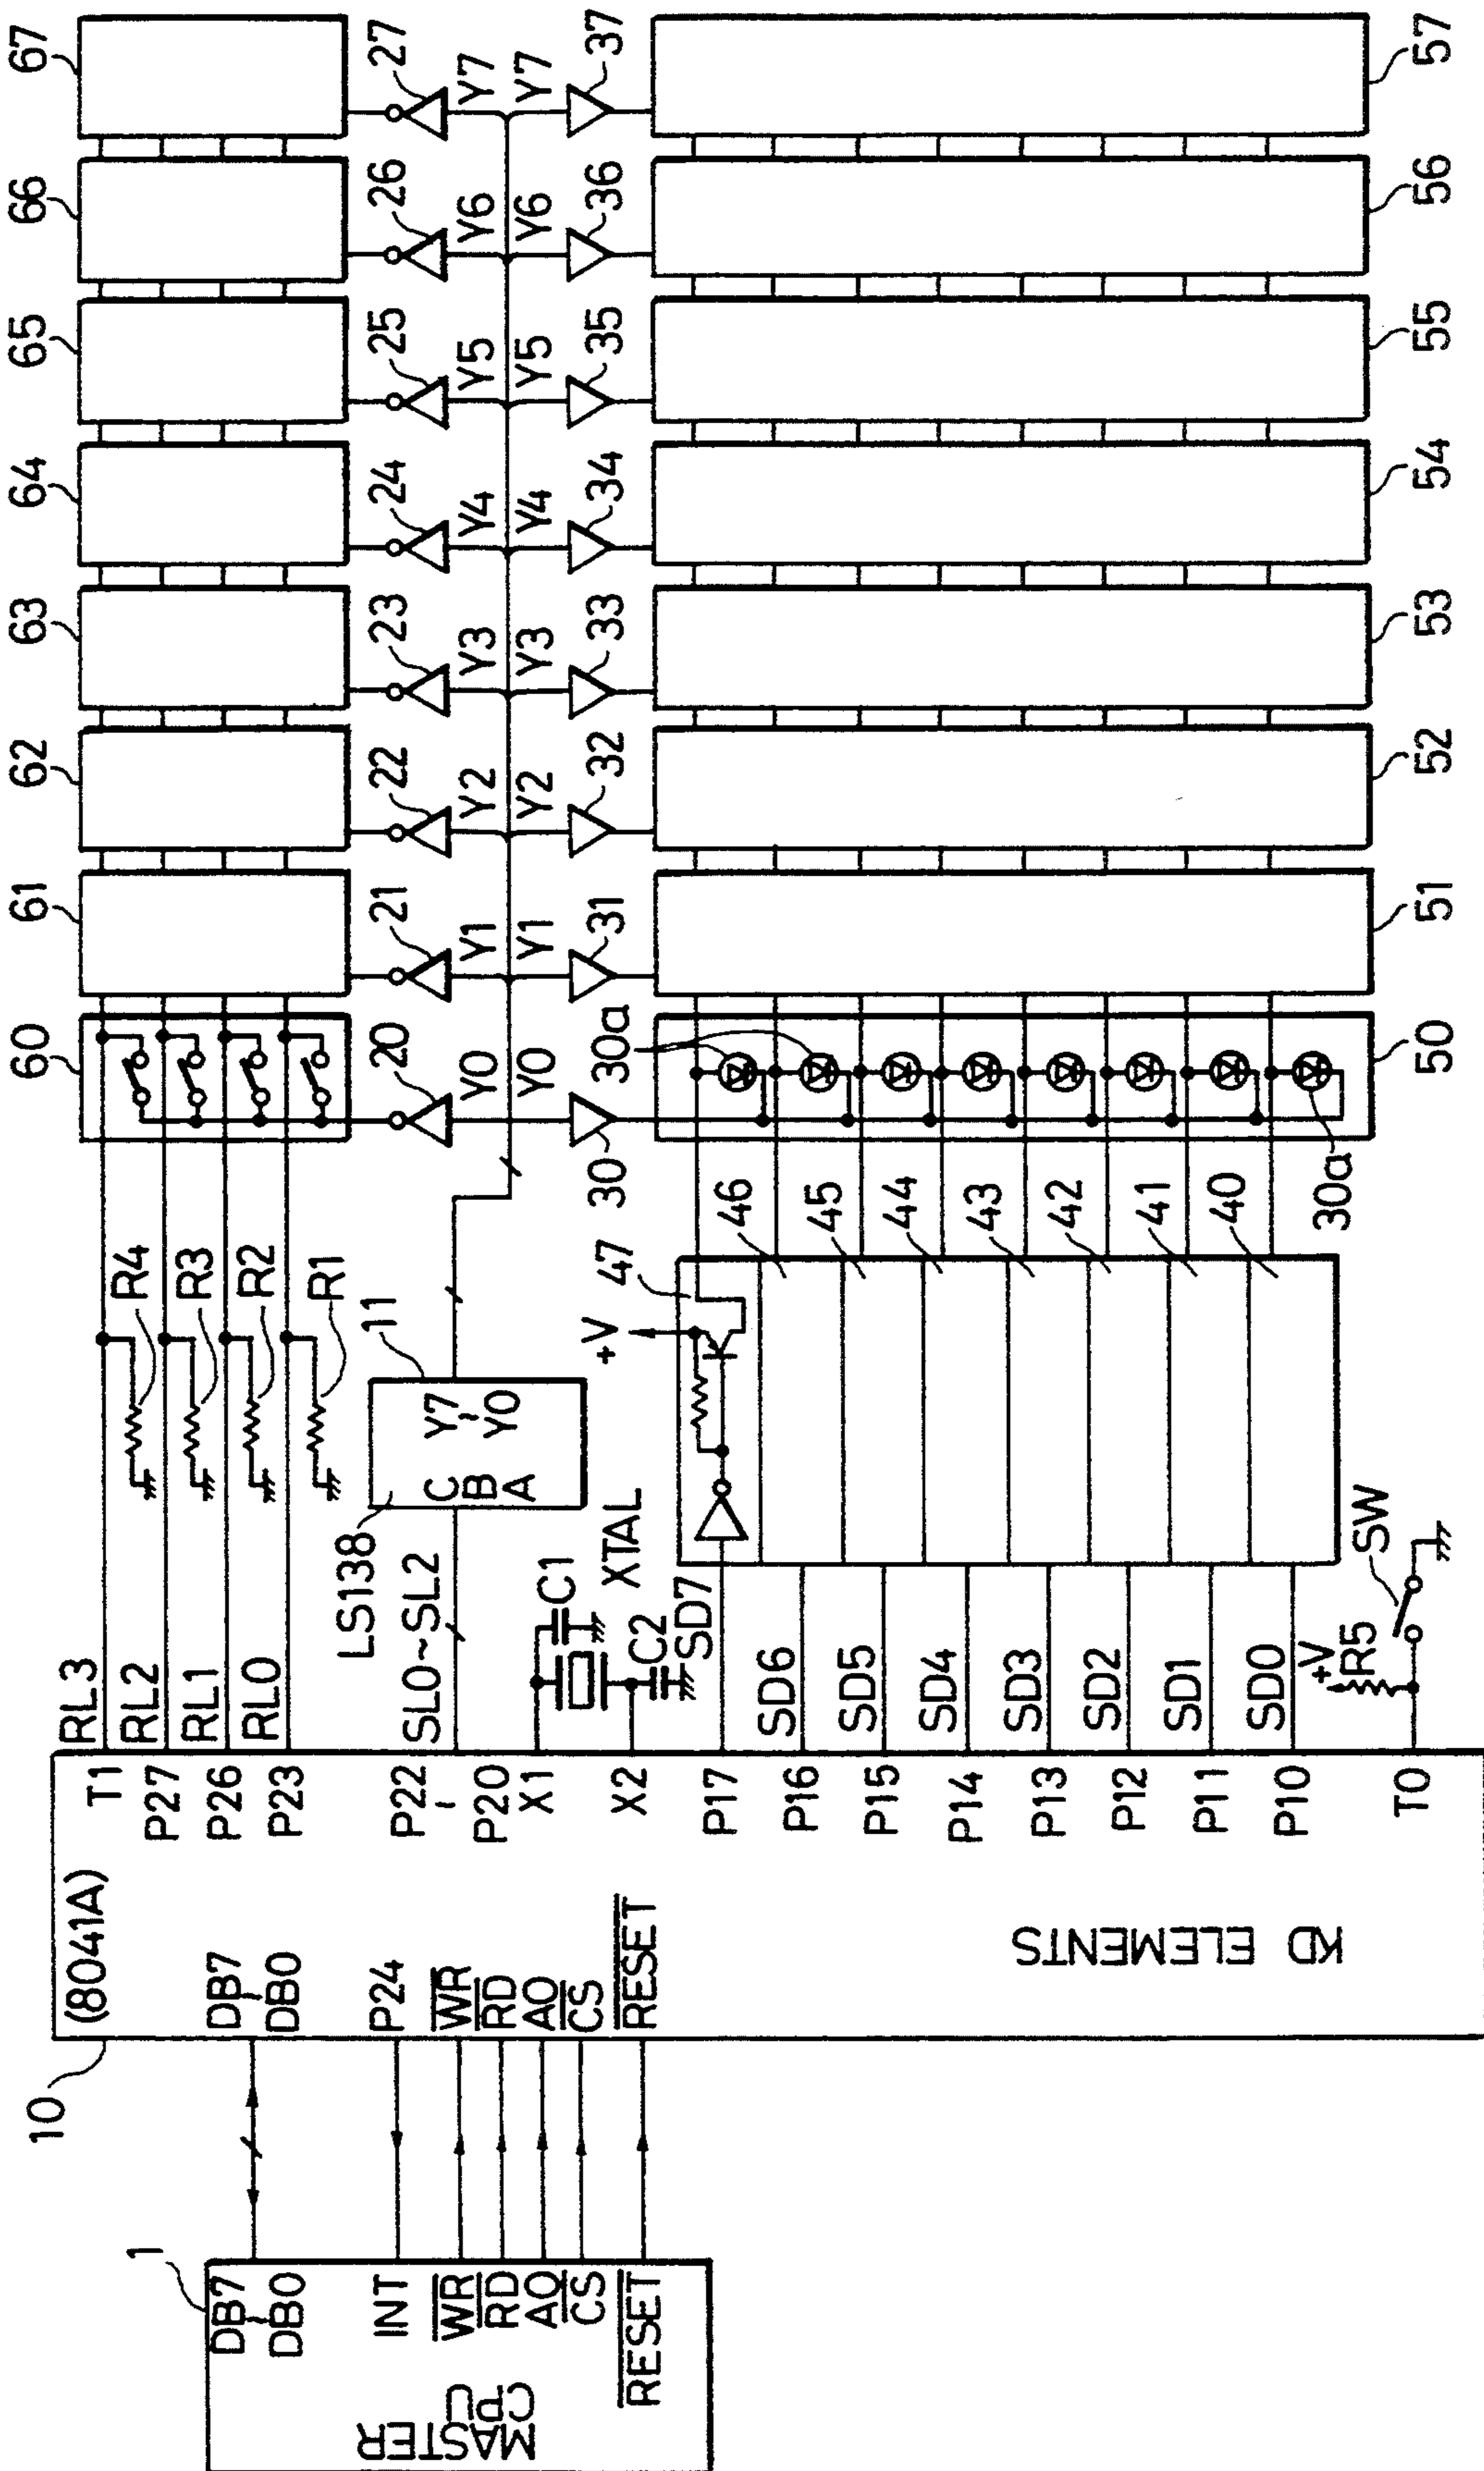 67
66
65
64
63
62
61
60
27
26
25
24
23
22
21
20
Y7
Y6
Y5
Y4
Y3
Y2
Y1
Y0
Y7
Y6
Y5
Y4
Y3
Y2
Y1
Y0
37
36
35
34
33
32
31
30
30a
57
56
55
54
53
52
51
50
30a
R4
R3
R2
R1
11
LS138
C
B
A
Y7
~
Y0
47
46
45
44
43
42
41
40
+V
RL3
RL2
RL1
RL0
SL0~SL2
C1
XTAL
C2
SD7
SD6
SD5
SD4
SD3
SD2
SD1
SD0
+V
R5
SW
10
(8041A)
T1
P27
P26
P23
P22
~
P20
X1
X2
P17
P16
P15
P14
P13
P12
P11
P10
T0
DB7
~
DB0
P24
WR
RD
A0
CS
RESET
KD ELEMENTS
1
DB7
~
DB0
INT
WR
RD
A0
CS
RESET
MASTER
CPU